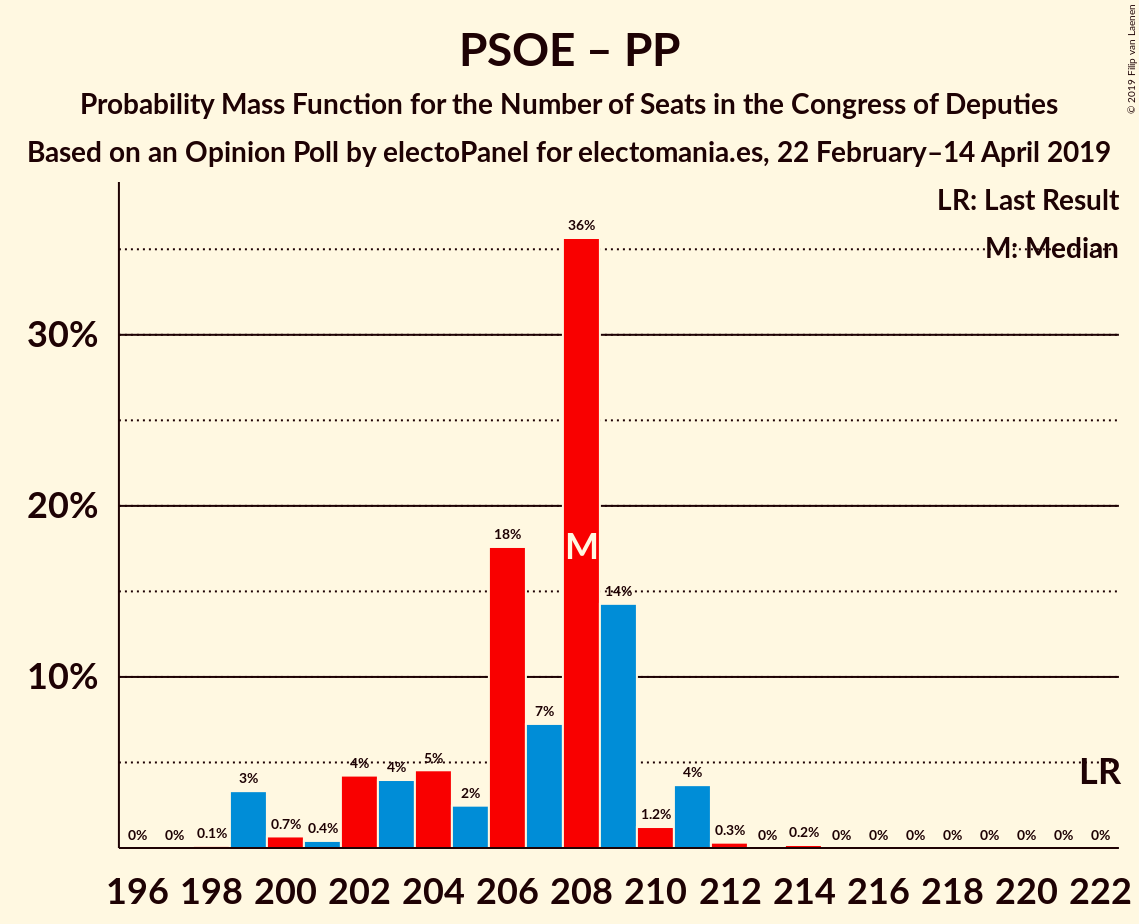 PSOE – PP
Probability Mass Function for the Number of Seats in the Congress of Deputies
Based on an Opinion Poll by electoPanel for electomania.es, 22 February–14 April 2019
© 2019 Filip van Laenen
LR: Last Result
M: Median
30%
20%
10%
0% 0% 0.1% 3% 0.7% 0.4% 4% 4% 5% 2% 18% 7% 36% 14% 1.2% 4% 0.3% 0% 0.2% 0% 0% 0% 0% 0% 0% 0% 0%
M
LR
196 198 200 202 204 206 208 210 212 214 216 218 220 222